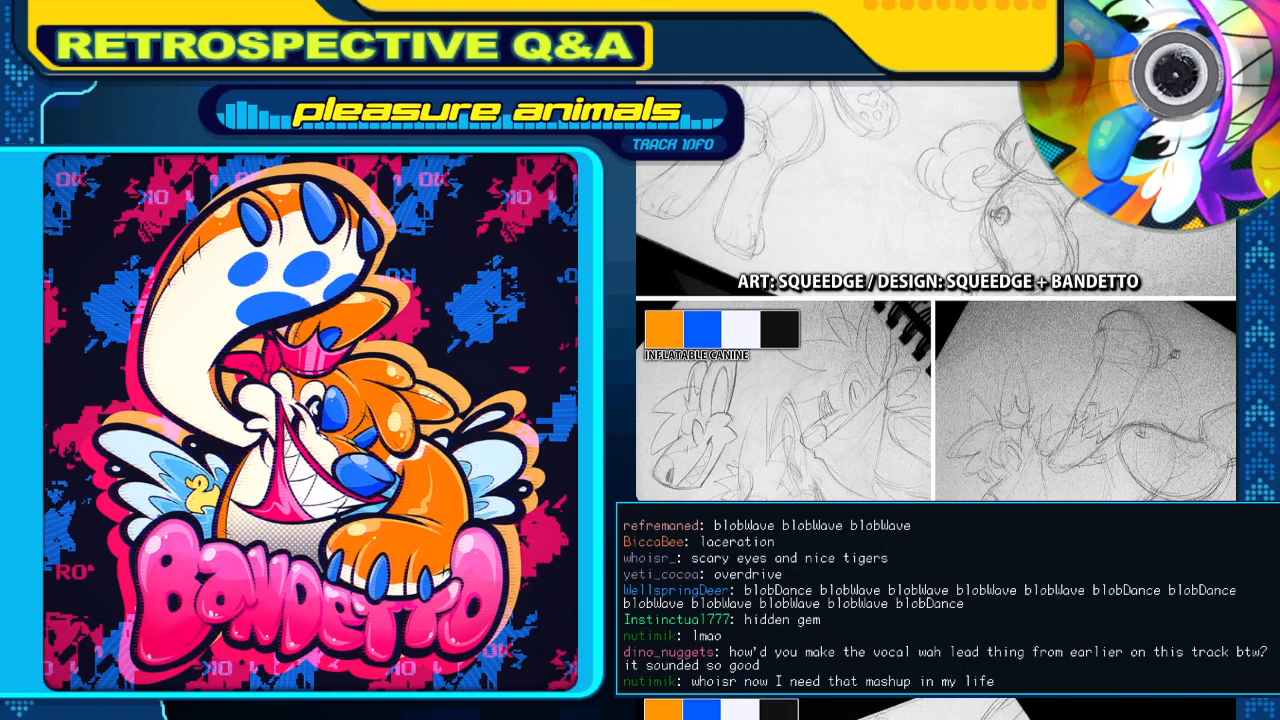 RETROSPECTIVE Q&A
pleasure animals
TRACK INFO
BANDETTO
ART: SQUEEDGE / DESIGN: SQUEEDGE + BANDETTO
INFLATABLE CANINE
refremaned: blobWave blobWave blobWave
BiccaBee: laceration
whoisr_: scary eyes and nice tigers
yeti_cocoa: overdrive
WellspringDeer: blobDance blobWave blobWave blobWave blobWave blobDance blobDance
blobWave blobWave blobWave blobWave blobDance
Instinctual777: hidden gem
nutimik: lmao
dino_nuggets: how'd you make the vocal wah lead thing from earlier on this track btw?
it sounded so good
nutimik: whoisr now I need that mashup in my life